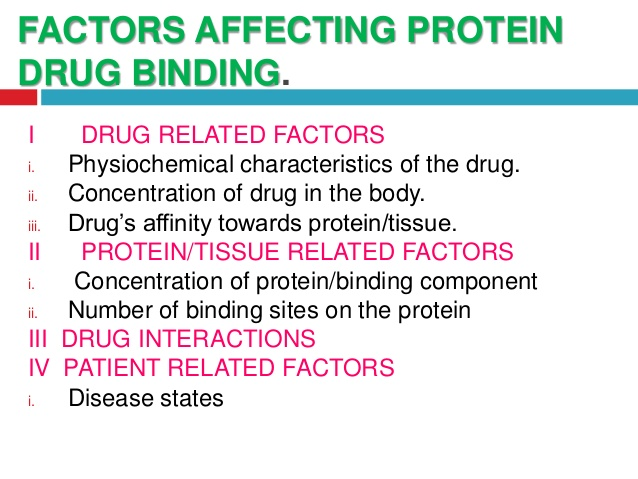 FACTORS AFFECTING PROTEIN
DRUG BINDING.
I DRUG RELATED FACTORS
i. Physiochemical characteristics of the drug.
ii. Concentration of drug in the body.
iii. Drug’s affinity towards protein/tissue.
II PROTEIN/TISSUE RELATED FACTORS
i. Concentration of protein/binding component
ii. Number of binding sites on the protein
III DRUG INTERACTIONS
IV PATIENT RELATED FACTORS
i. Disease states